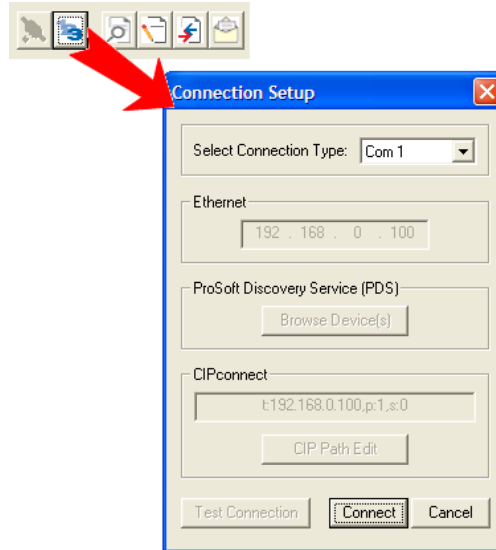 Connection Setup
Select Connection Type: Com 1
Ethernet
192 . 168 . 0 . 100
ProSoft Discovery Service (PDS)
Browse Device(s)
CIPconnect
t:192.168.0.100,p:1,s:0
CIP Path Edit
Test Connection Connect Cancel